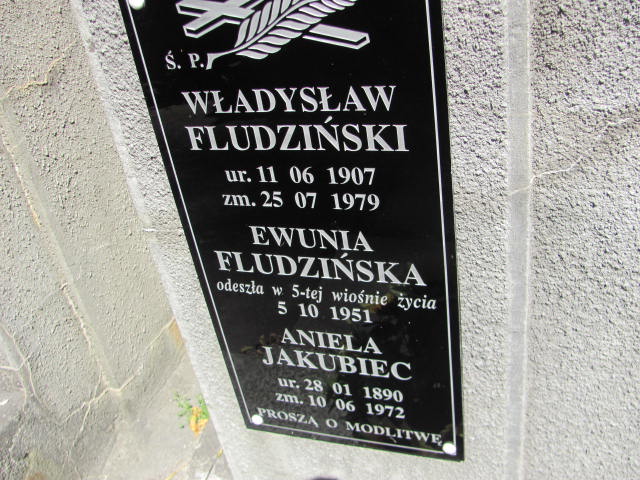 Ś. P.
WŁADYSŁAW
FLUDZIŃSKI
ur. 11 06 1907
zm. 25 07 1979
EWUNIA
FLUDZIŃSKA
odeszła w 5-tej wiośnie życia
5 10 1951
ANIELA
JAKUBIEC
ur. 28 01 1890
zm. 10 06 1972
PROSZĄ O MODLITWĘ